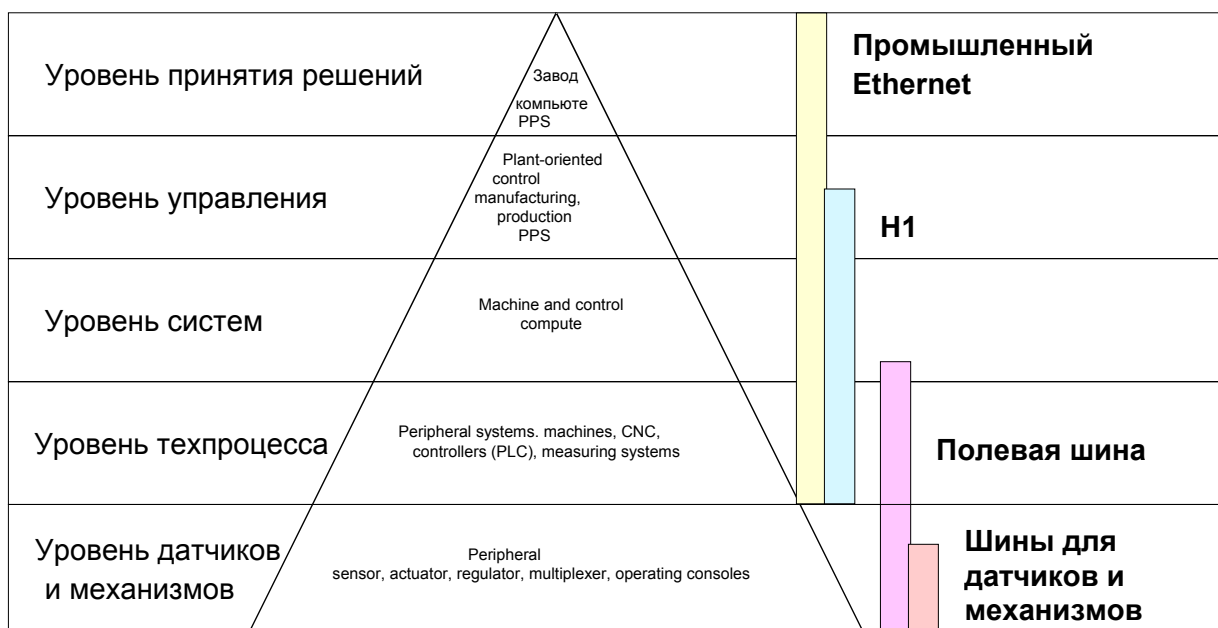 Уровень принятия решений
Завод
компьюте
PPS
Промышленный
Ethernet
Уровень управления
Plant-oriented
control
manufacturing,
production
PPS
H1
Уровень систем
Machine and control
compute
Уровень техпроцесса
Peripheral systems. machines, CNC,
controllers (PLC), measuring systems
Полевая шина
Уровень датчиков
и механизмов
Peripheral
sensor, actuator, regulator, multiplexer, operating consoles
Шины для
датчиков и
механизмов